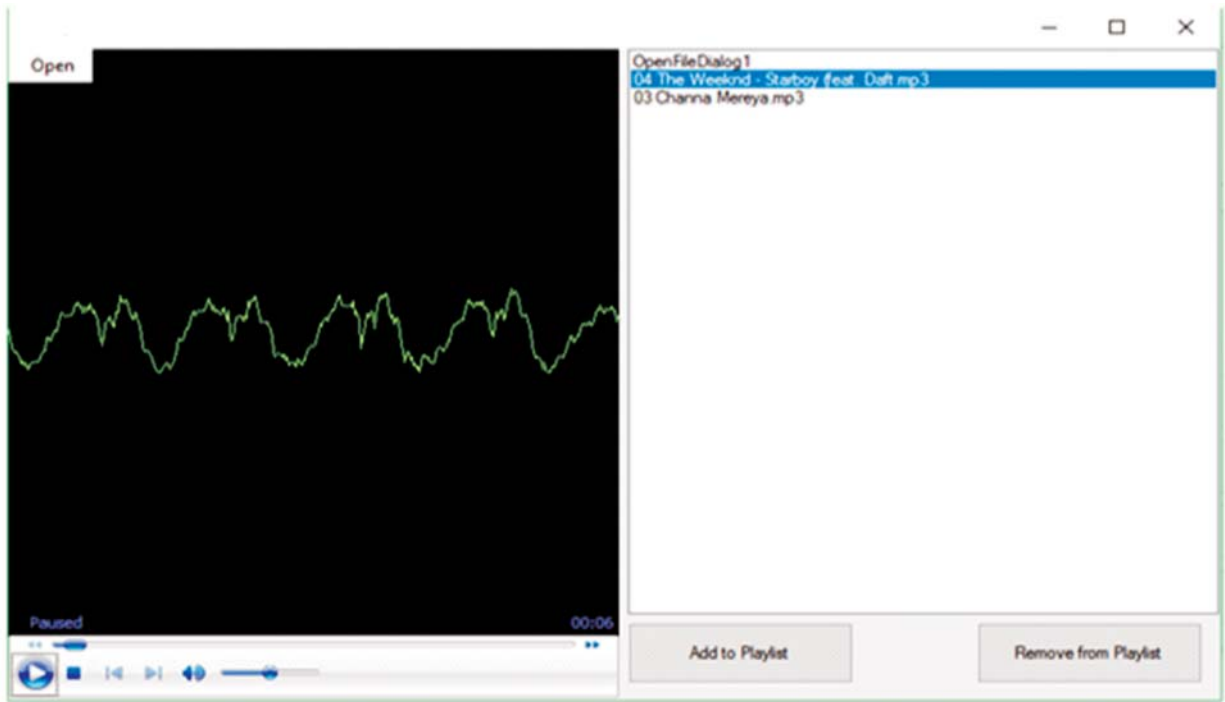 Open
OpenFileDialog1
04 The Weeknd - Starboy (feat. Daft.mp3
03 Channa Mereya.mp3
Paused
00:06
Add to Playlist
Remove from Playlist